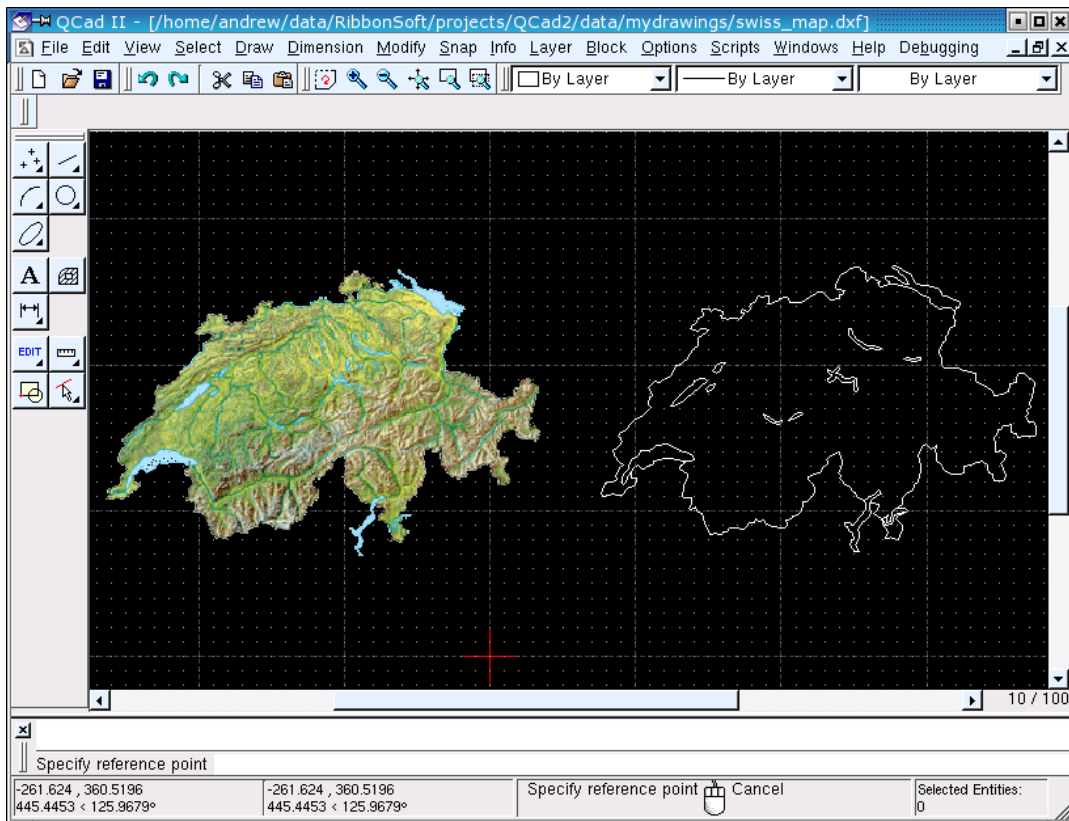 QCad II - [/home/andrew/data/RibbonSoft/projects/QCad2/data/mydrawings/swiss_map.dxf]
File Edit View Select Draw Dimension Modify Snap Info Layer Block Options Scripts Windows Help Debugging
By Layer By Layer By Layer
A
EDIT
10 / 100
Specify reference point
-261.624 , 360.5196 -261.624 , 360.5196 Specify reference point Cancel Selected Entities:
445.4453 < 125.9679° 445.4453 < 125.9679° 0